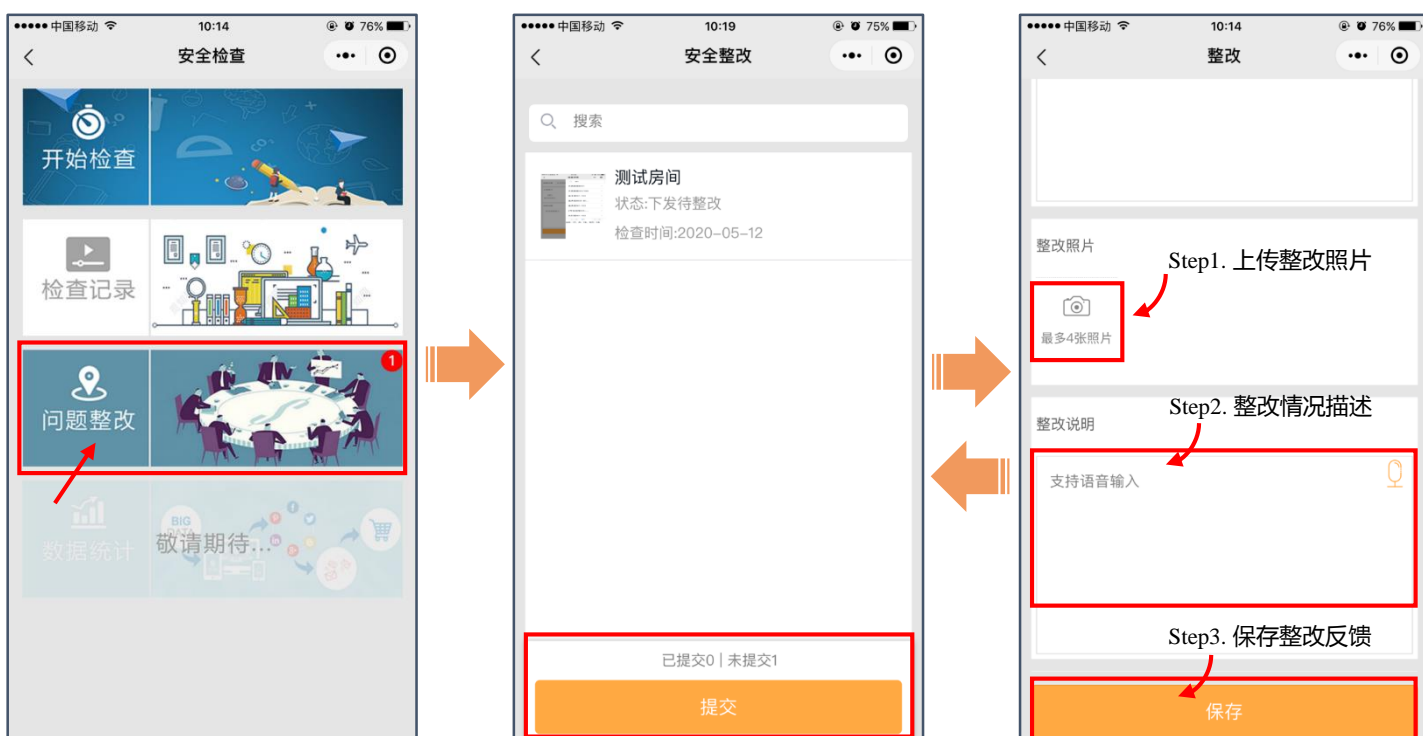 中国移动 10:14 76%
安全检查
开始检查
检查记录
问题整改
1
数据统计
BIG
DATA
敬请期待...
中国移动 10:19 75%
安全整改
搜索
测试房间
状态:下发待整改
检查时间:2020-05-12
已提交0 | 未提交1
提交
中国移动 10:14 76%
整改
整改照片
Step1. 上传整改照片
最多4张照片
Step2. 整改情况描述
整改说明
支持语音输入
Step3. 保存整改反馈
保存